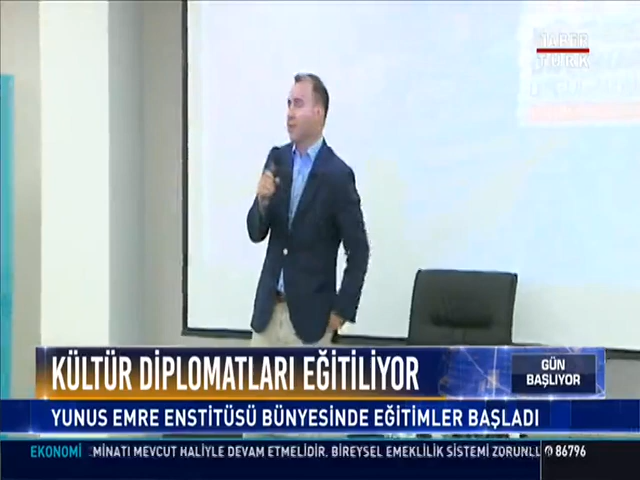 HABER
TÜRK
KÜLTÜR DİPLOMATLARI EĞİTİLİYOR
GÜN
BAŞLIYOR
YUNUS EMRE ENSTİTÜSÜ BÜNYESİNDE EĞİTİMLER BAŞLADI
EKONOMİ MİNATI MEVCUT HALİYLE DEVAM ETMELİDİR. BİREYSEL EMEKLİLİK SİSTEMİ ZORUNLU 86796